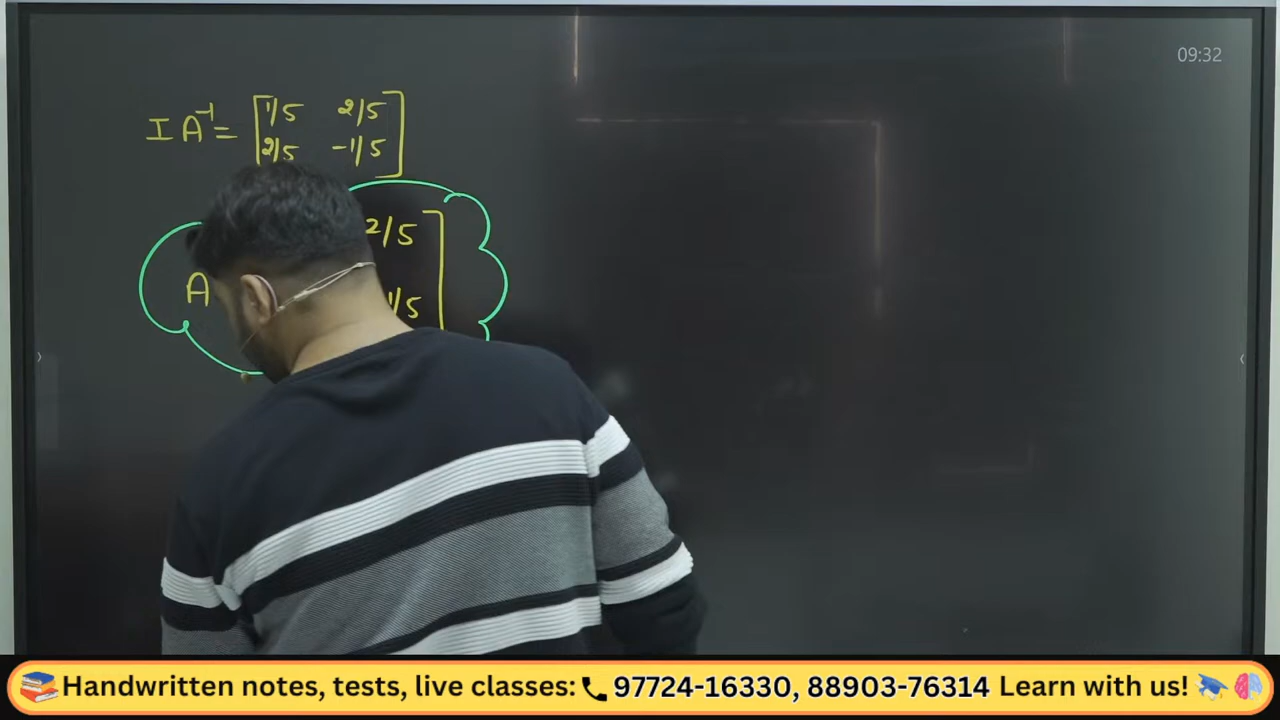 09:32
I A⁻¹ = [1/5 2/5
2/5 -1/5]
A 2/5 ]
1/5
📚Handwritten notes, tests, live classes:📞97724-16330, 88903-76314 Learn with us!🎓🧠